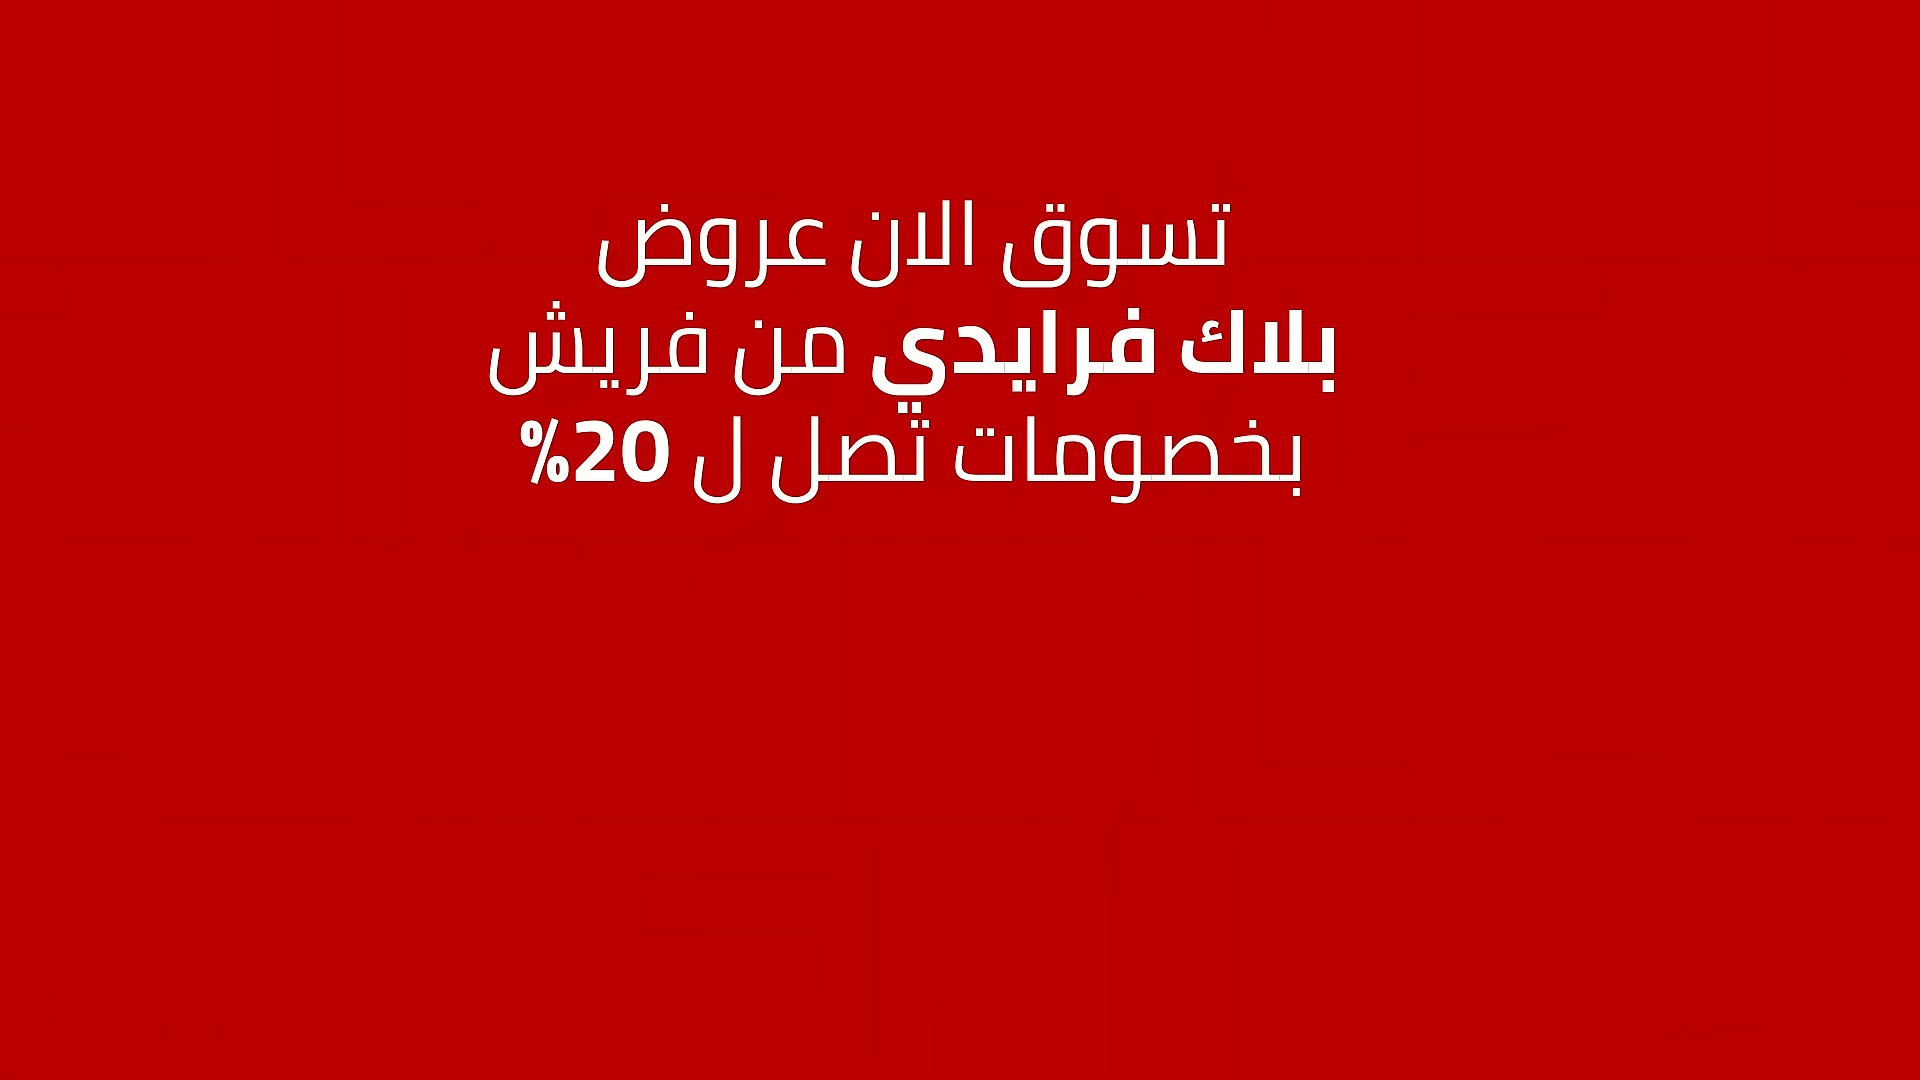 تسوق الان عروض
بلاك فرايدي من فريش
بخصومات تصل ل 20%